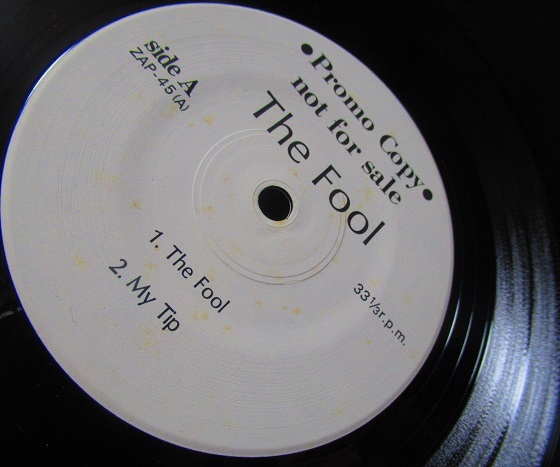 ●Promo Copy●
not for sale
The Fool
side A
ZAP-45(A)
33⅓r.p.m.
1. The Fool
2. My Tip